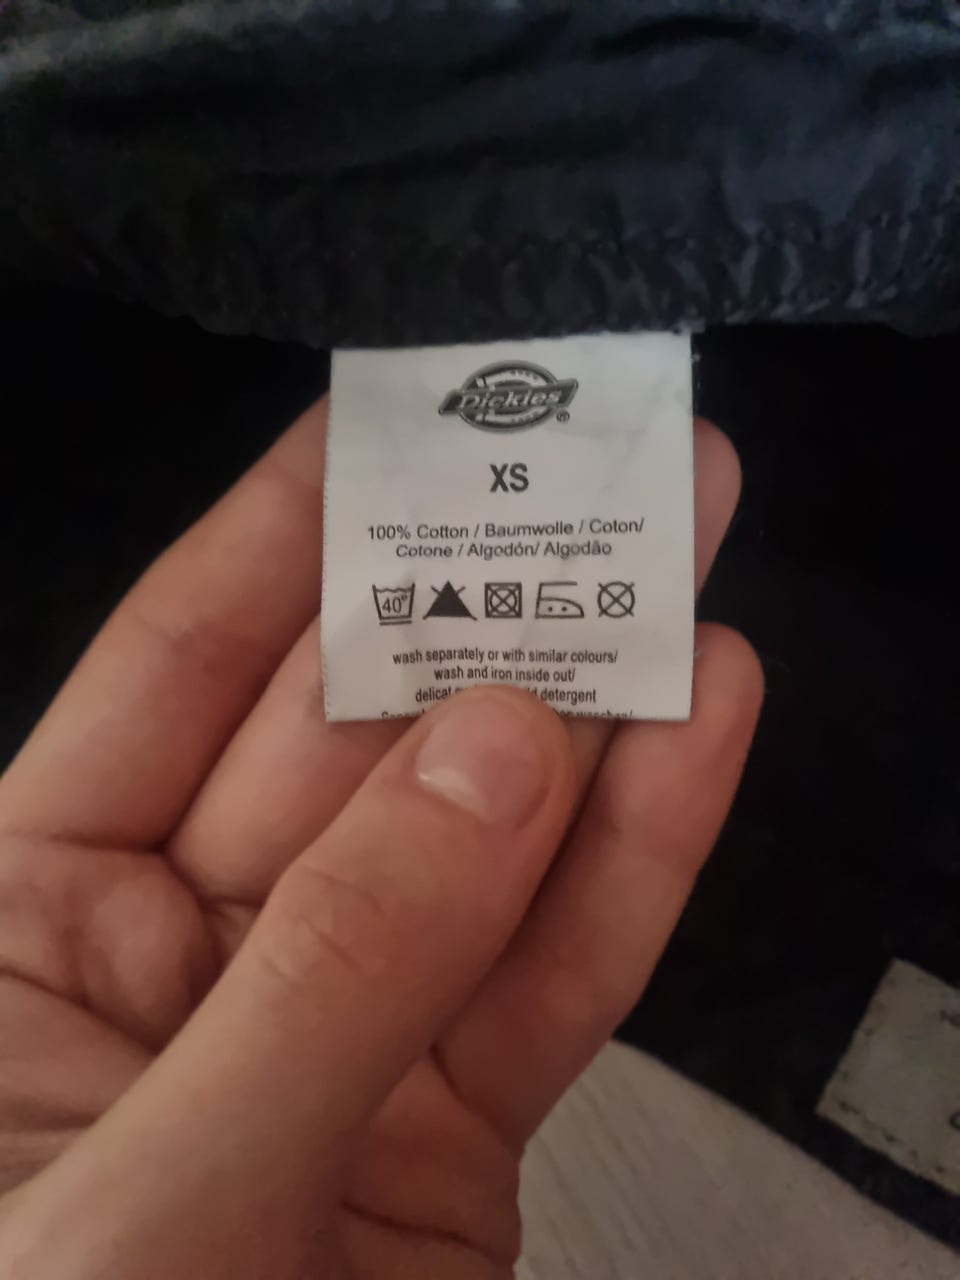 Dickies ®
XS
100% Cotton / Baumwolle / Coton/
Cotone / Algodón/ Algodão
40°
wash separately or with similar colours/
wash and iron inside out/
detergent